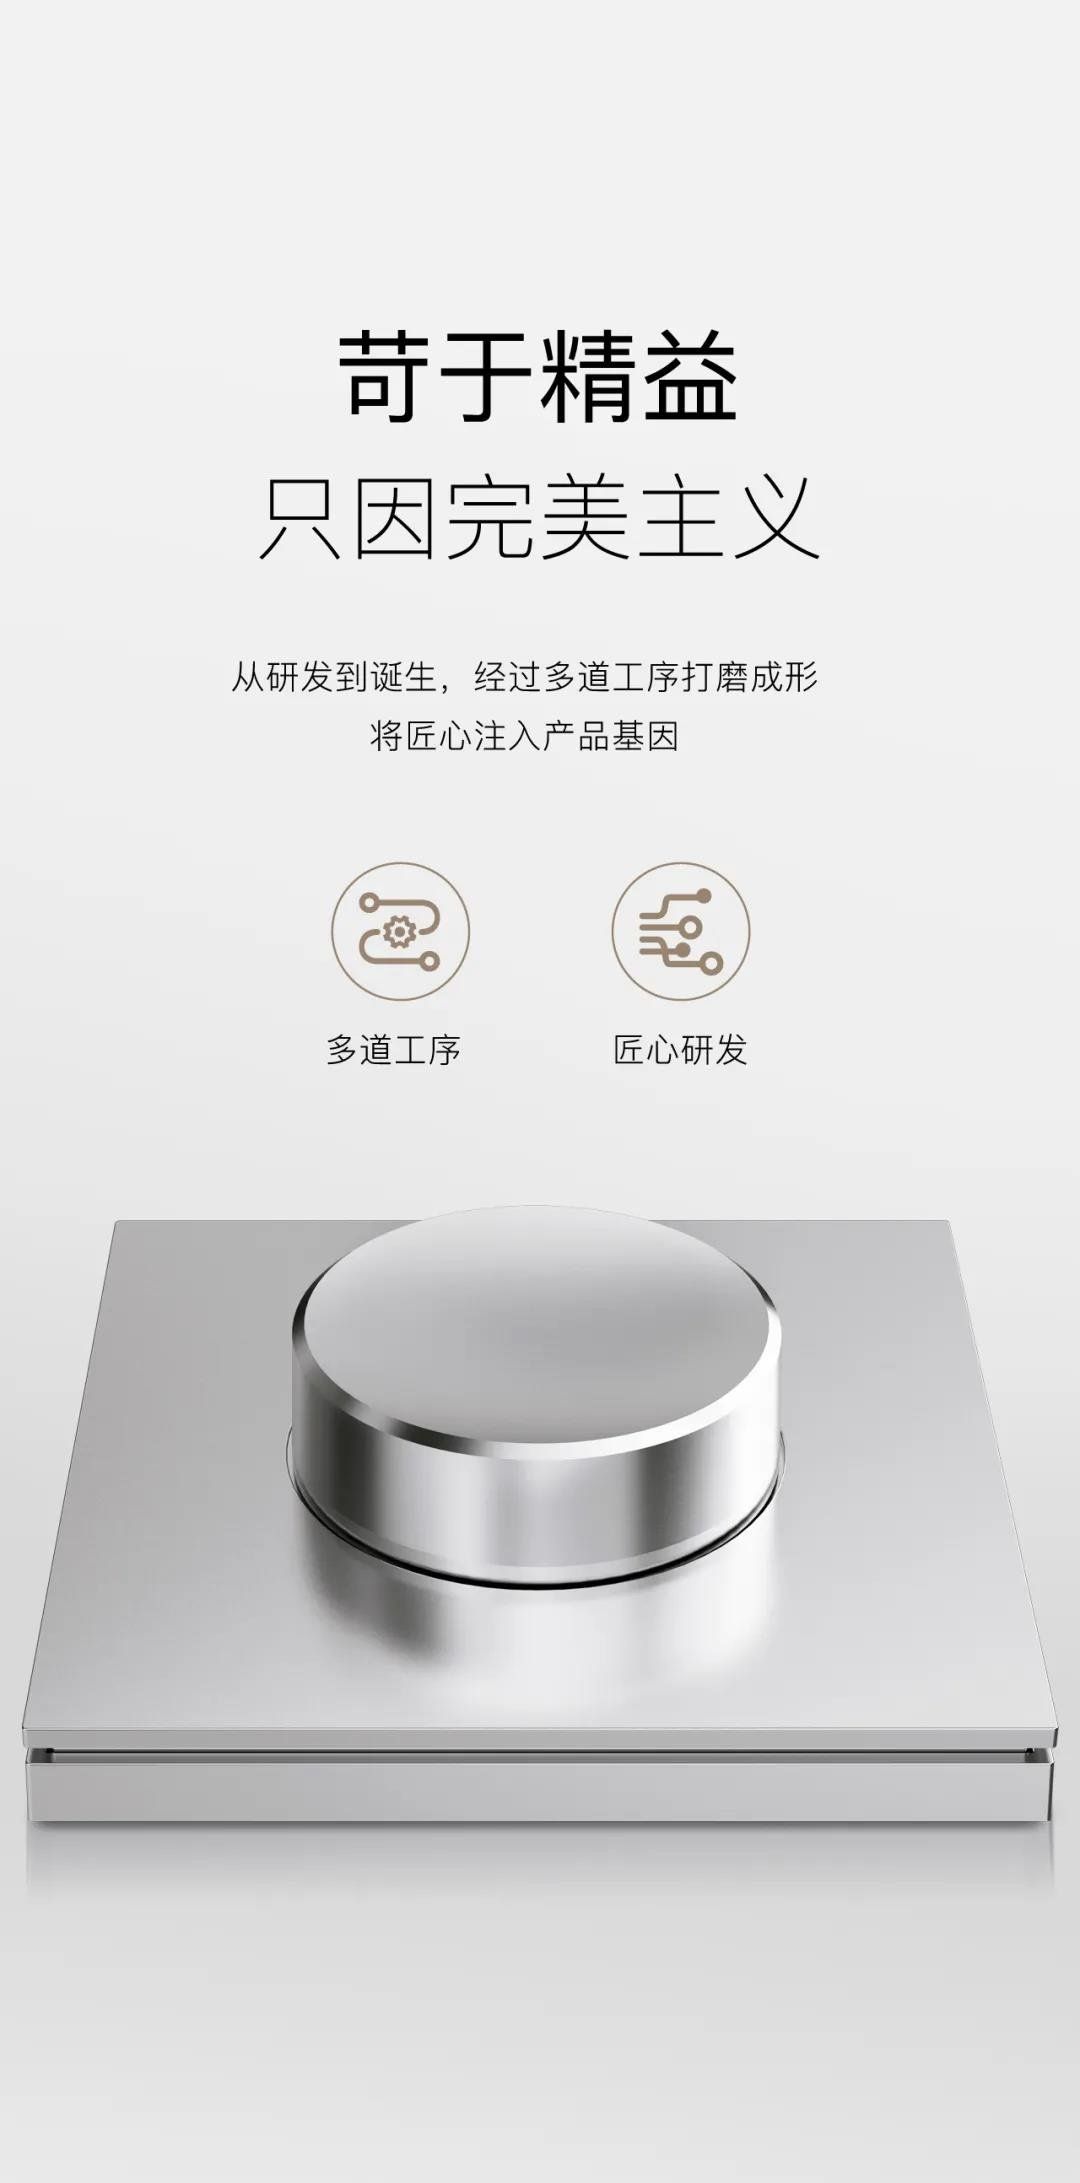 苛于精益
只因完美主义
从研发到诞生，经过多道工序打磨成形
将匠心注入产品基因
多道工序
匠心研发